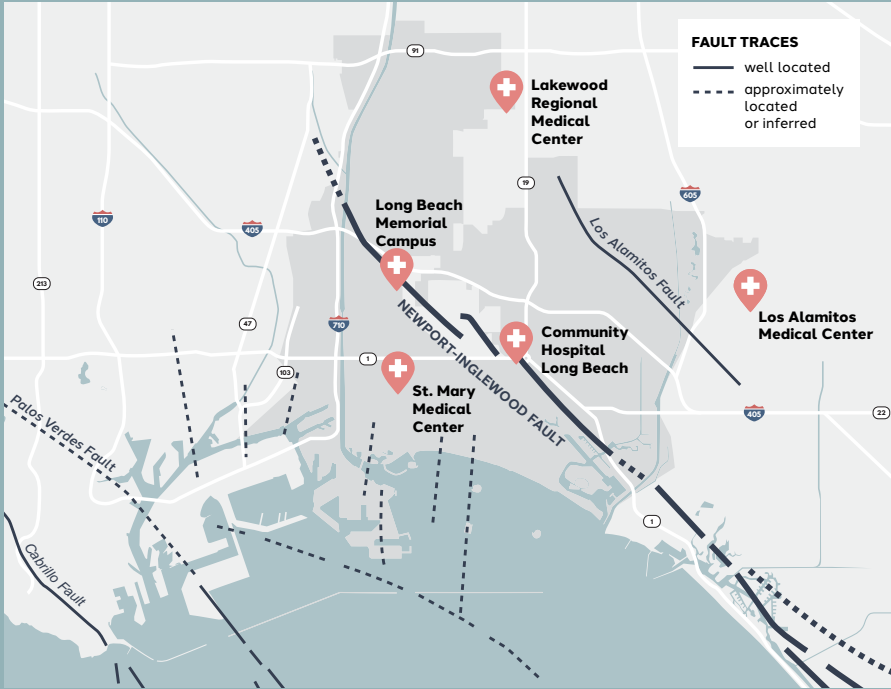 FAULT TRACES
well located
approximately
located
or inferred
91
Lakewood
Regional
Medical
Center
19
605
Long Beach
Memorial
Campus
110
405
Los Alamitos Fault
213
Los Alamitos
Medical Center
NEWPORT-INGLEWOOD FAULT
47
710
Community
Hospital
Long Beach
1
103
St. Mary
Medical
Center
405
22
Palos Verdes Fault
1
Cabrillo Fault